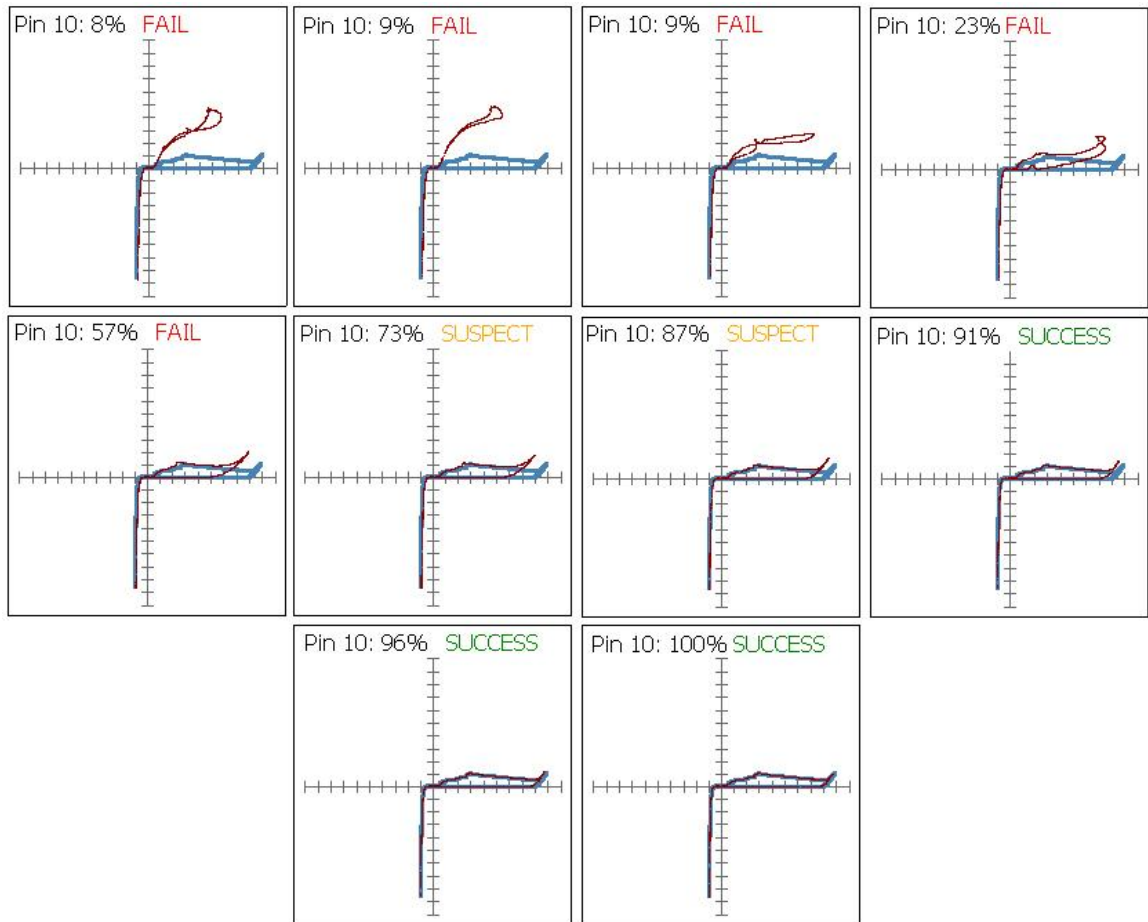 Pin 10: 8% FAIL
Pin 10: 9% FAIL
Pin 10: 9% FAIL
Pin 10: 23% FAIL
Pin 10: 57% FAIL
Pin 10: 73% SUSPECT
Pin 10: 87% SUSPECT
Pin 10: 91% SUCCESS
Pin 10: 96% SUCCESS
Pin 10: 100% SUCCESS